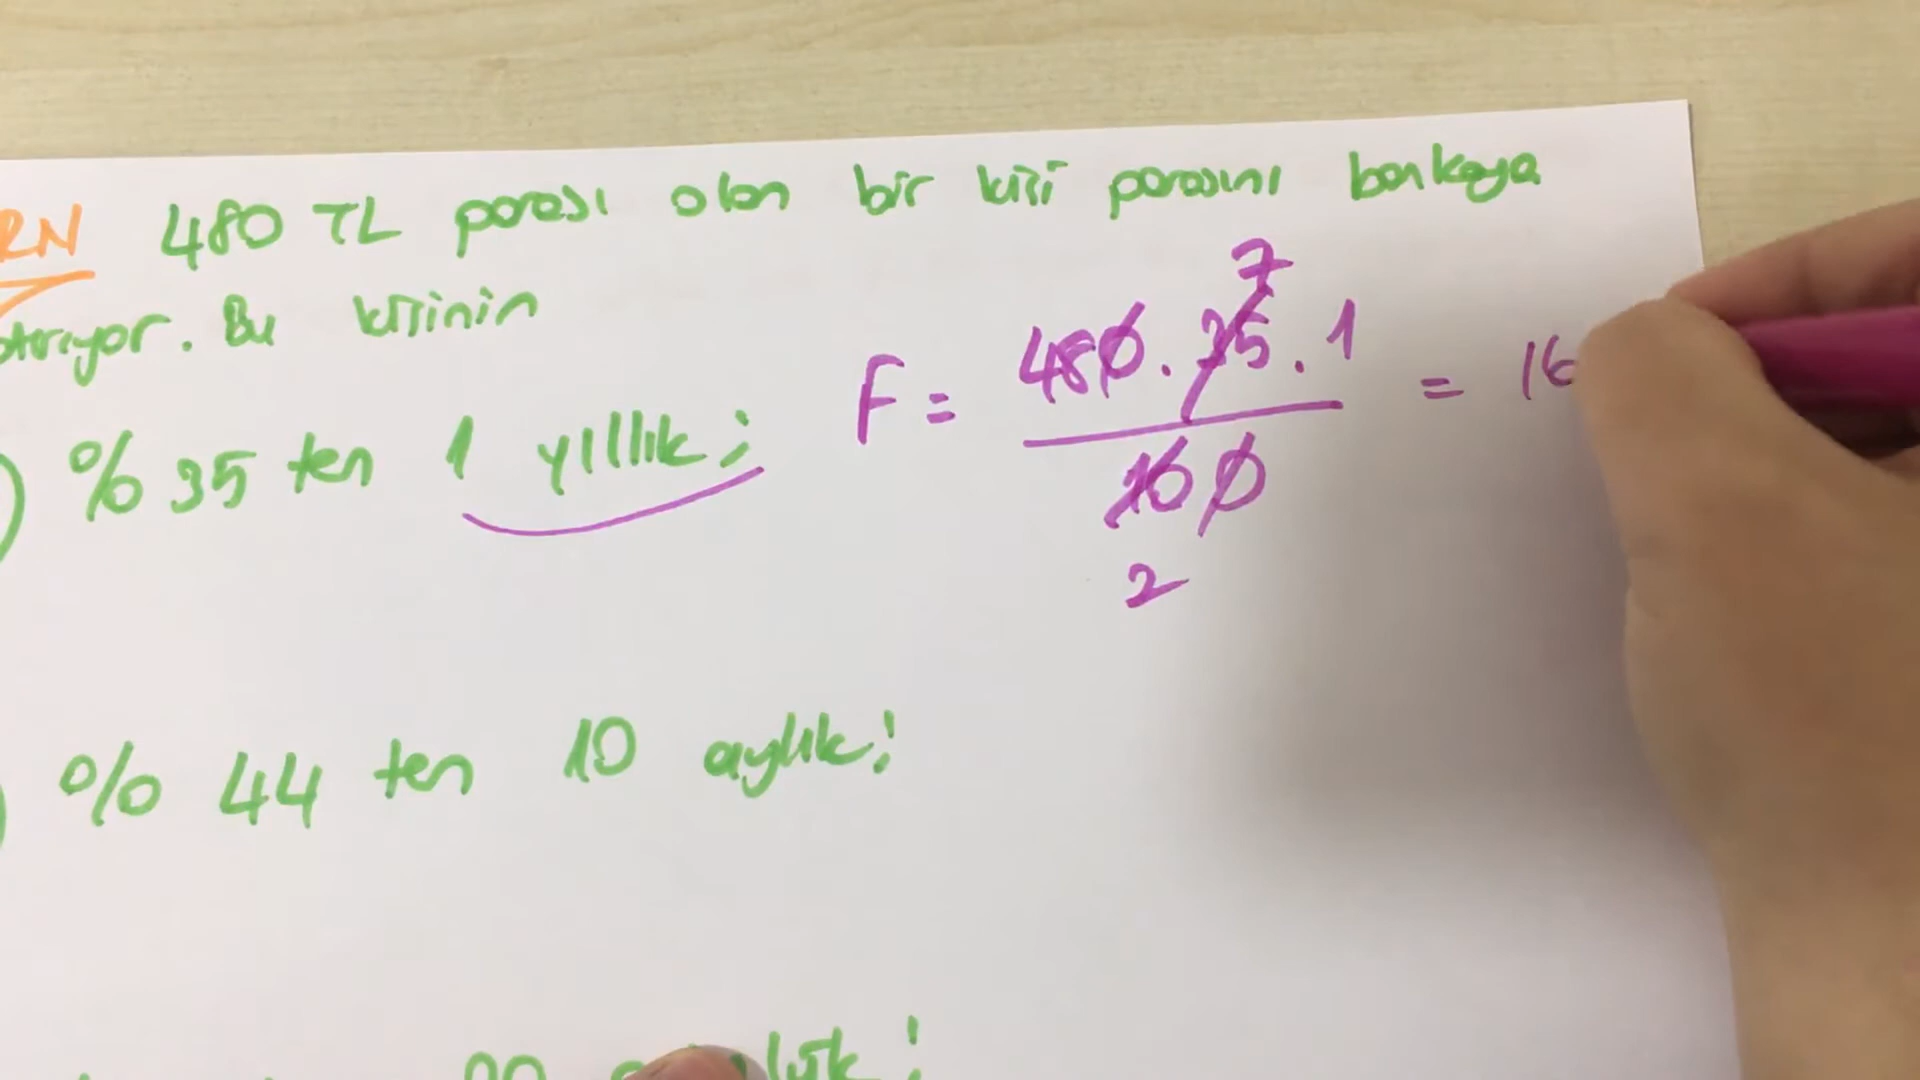 RN 480 TL parası olan bir kişi parasını bankaya
atırıyor. Bu kişinin
% 35 ten 1 yıllık;
F = 480 . 35 . 1 / 100 = 16
7
2
% 44 ten 10 aylık;